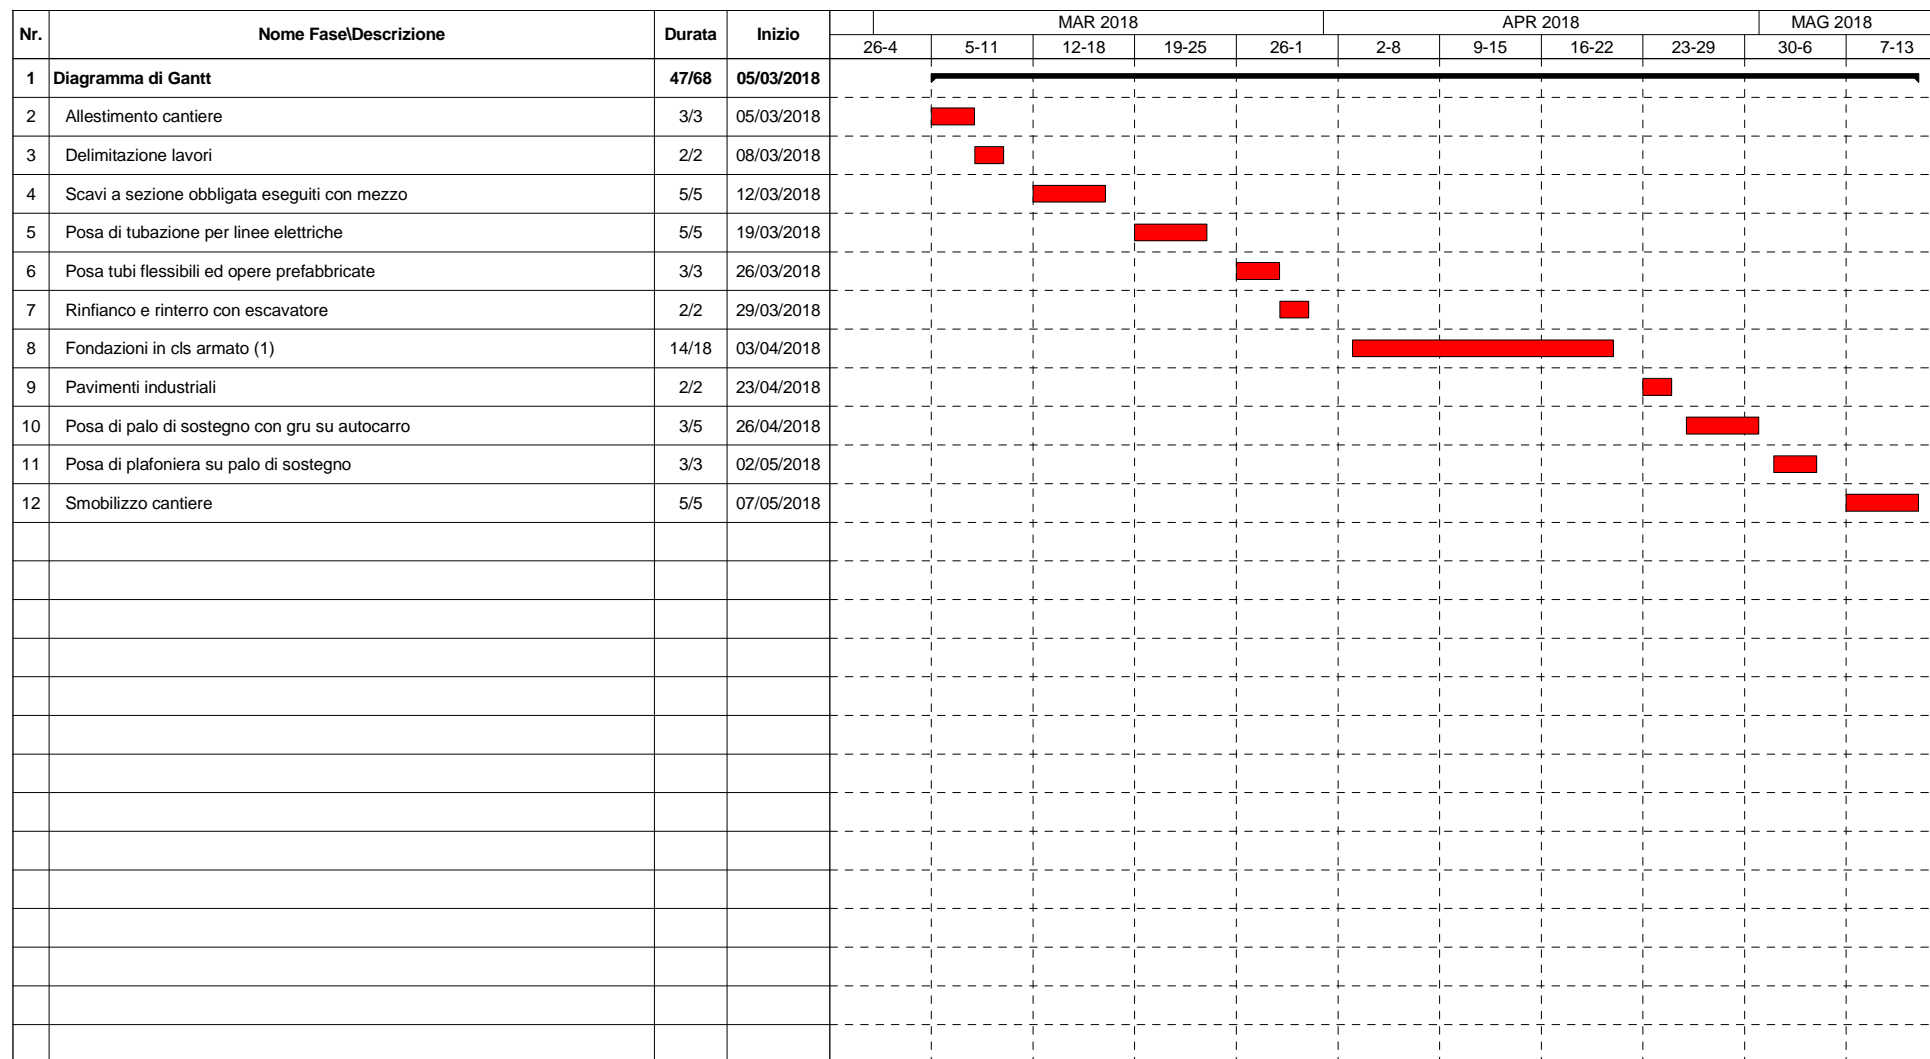 Nr. Nome Fase\Descrizione Durata Inizio MAR 2018 APR 2018 MAG 2018
26-4 5-11 12-18 19-25 26-1 2-8 9-15 16-22 23-29 30-6 7-13
1 Diagramma di Gantt 47/68 05/03/2018
2 Allestimento cantiere 3/3 05/03/2018
3 Delimitazione lavori 2/2 08/03/2018
4 Scavi a sezione obbligata eseguiti con mezzo 5/5 12/03/2018
5 Posa di tubazione per linee elettriche 5/5 19/03/2018
6 Posa tubi flessibili ed opere prefabbricate 3/3 26/03/2018
7 Rinfianco e rinterro con escavatore 2/2 29/03/2018
8 Fondazioni in cls armato (1) 14/18 03/04/2018
9 Pavimenti industriali 2/2 23/04/2018
10 Posa di palo di sostegno con gru su autocarro 3/5 26/04/2018
11 Posa di plafoniera su palo di sostegno 3/3 02/05/2018
12 Smobilizzo cantiere 5/5 07/05/2018